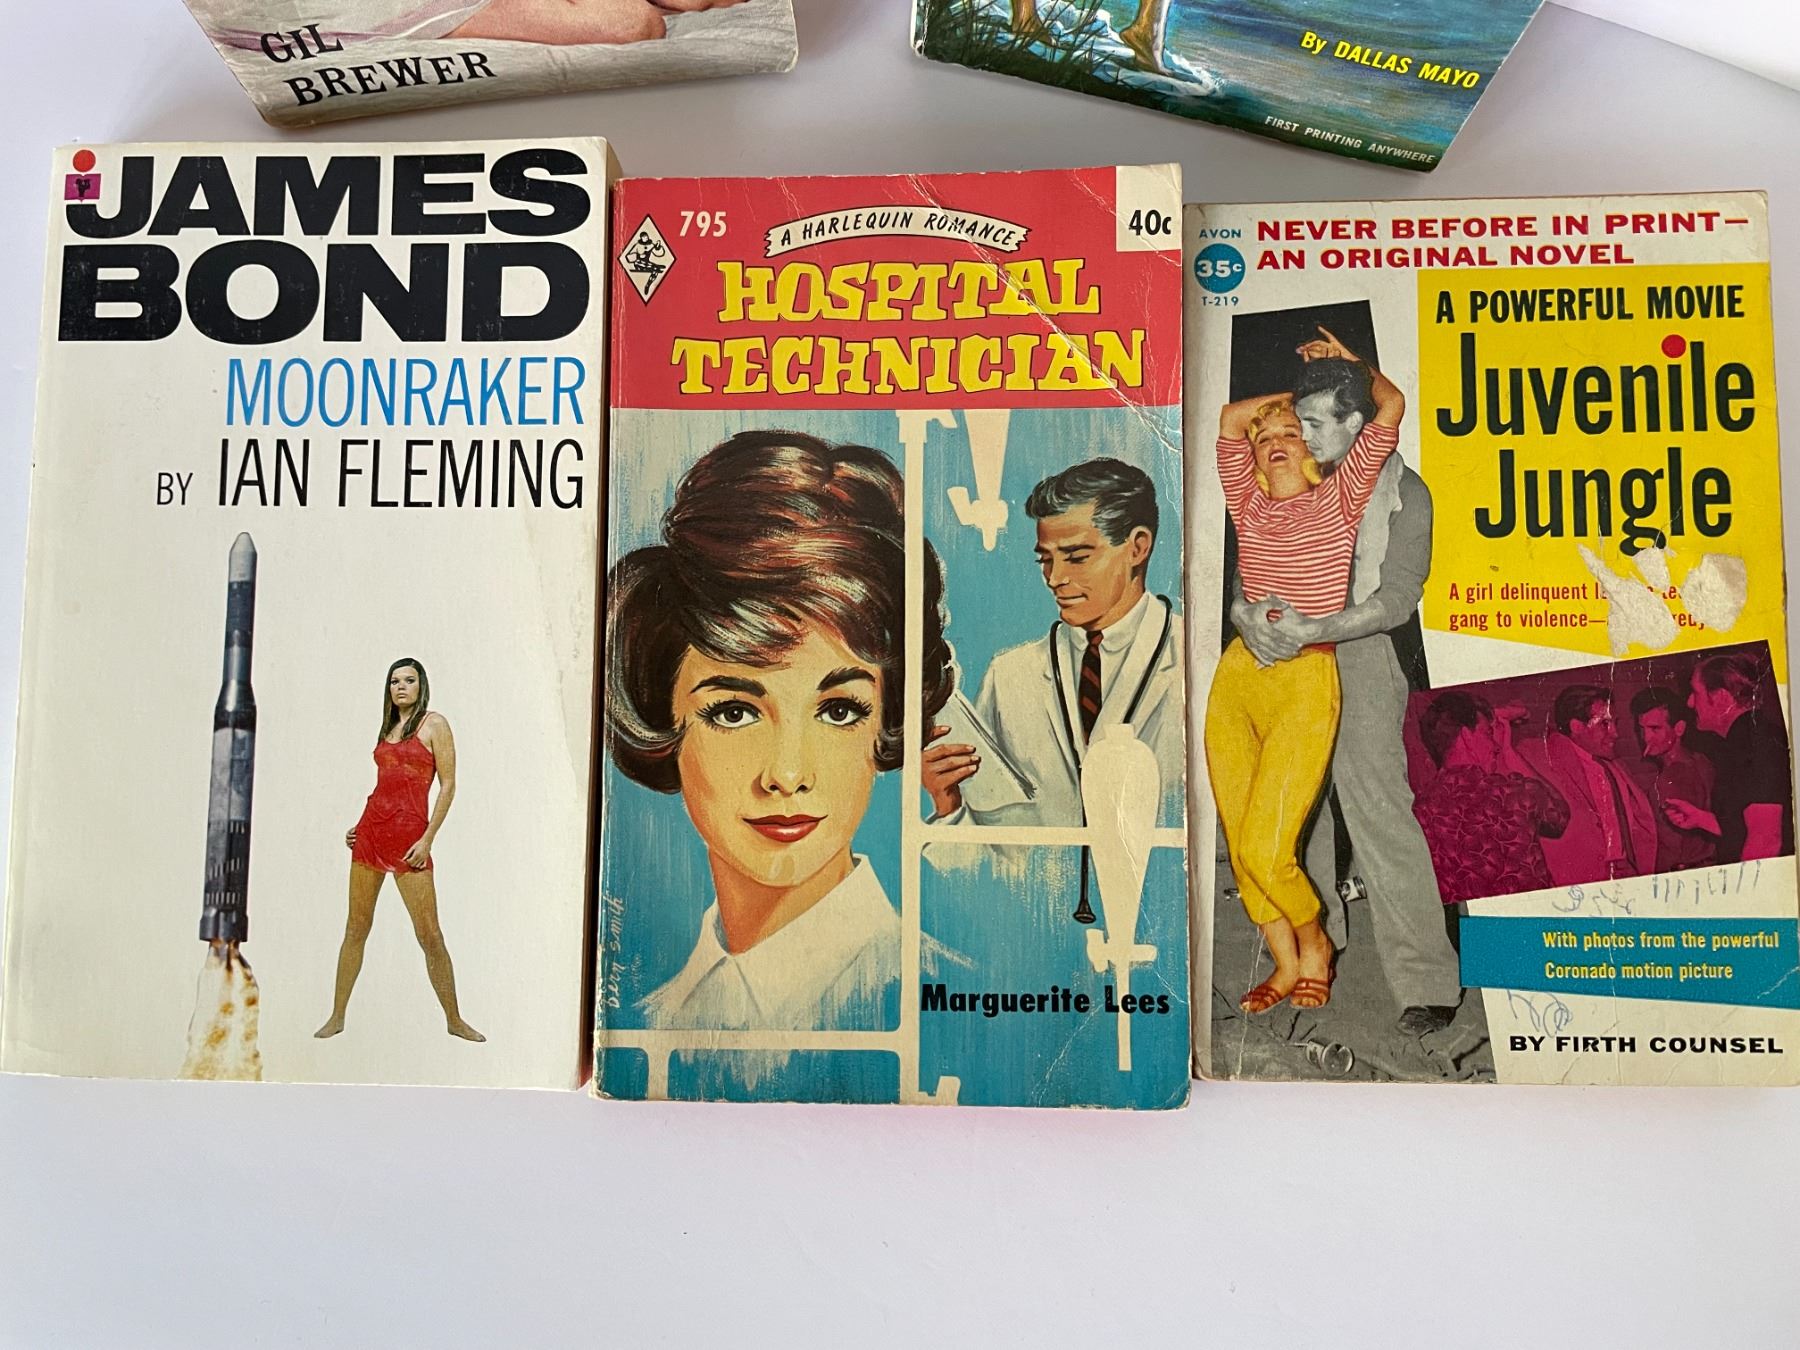 GIL
BREWER
By DALLAS MAYO
FIRST PRINTING ANYWHERE
JAMES
BOND
MOONRAKER
BY IAN FLEMING
795
A HARLEQUIN ROMANCE
40c
HOSPITAL
TECHNICIAN
Marguerite Lees
bern smith
AVON
35c
T-219
NEVER BEFORE IN PRINT—
AN ORIGINAL NOVEL
A POWERFUL MOVIE
Juvenile
Jungle
A girl delinquent
gang to violence—
With photos from the powerful
Coronado motion picture
BY FIRTH COUNSEL